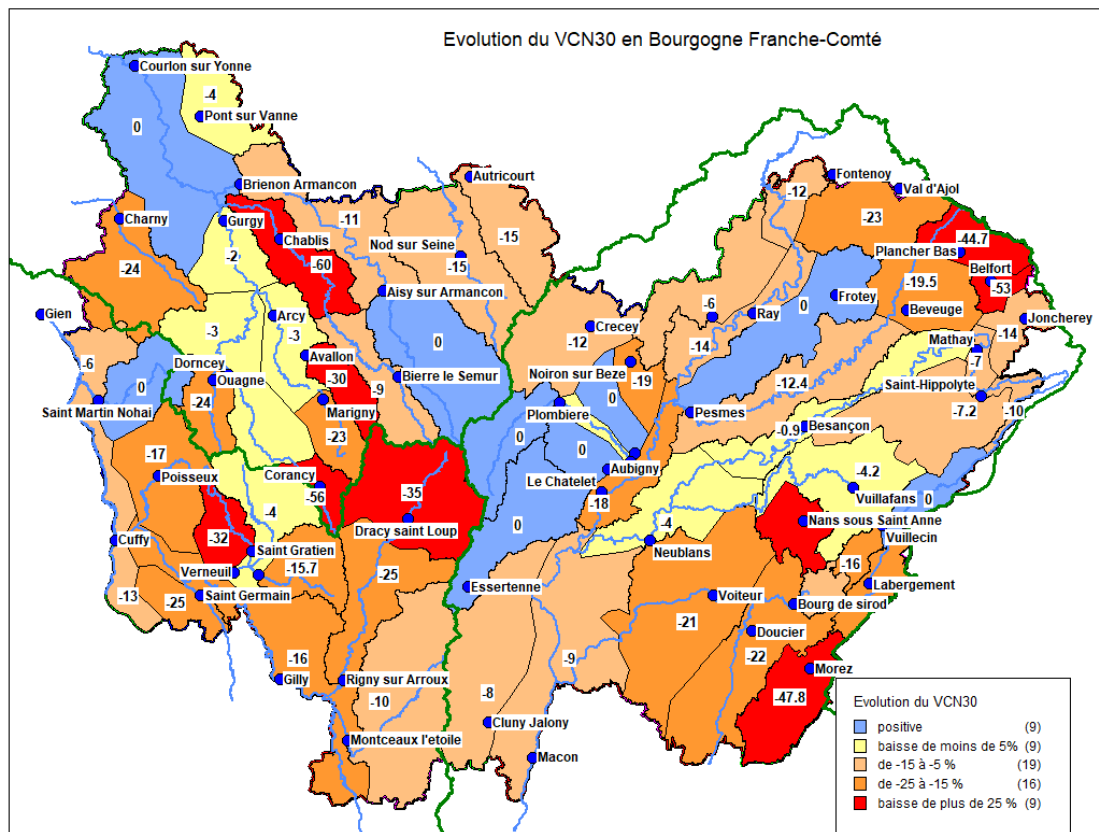 Evolution du VCN30 en Bourgogne Franche-Comté
Courlon sur Yonne
-4
Pont sur Vanne
0
Brienon Armancon
Autricourt
Fontenoy
-12
Val d'Ajol
Charny
Gurgy
-11
-23
Chablis
Nod sur Seine
-15
-44.7
Plancher Bas
-2
-24
-60
-15
Belfort
-19.5
-53
Aisy sur Armancon
Frotey
Gien
Arcy
-6
0
Beveuge
Joncherey
Crecey
Ray
-3
-3
-12
-14
-14
Mathay
Avallon
0
-7
-6
Dorncey
Noiron sur Beze
-30
-9
Bierre le Semur
-19
-12.4
Saint-Hippolyte
0
Ouagne
0
Saint Martin Nohai
-24
Marigny
Plombiere
Pesmes
-7.2
-10
-23
0
-0.9
Besançon
-17
0
Aubigny
Poisseux
Corancy
-4.2
-35
Le Chatelet
Vuillafans
-56
-18
0
-4
-4
0
Nans sous Saint Anne
Dracy saint Loup
Vuillecin
Cuffy
-32
Saint Gratien
Neublans
-15.7
-16
Verneuil
-25
Labergement
Essertenne
-13
Saint Germain
Voiteur
-25
Bourg de sirod
-21
Doucier
-16
-9
-22
Morez
Gilly
Rigny sur Arroux
-8
-10
-47.8
Cluny Jalony
Montceaux l'etoile
Macon
Evolution du VCN30
positive (9)
baisse de moins de 5% (9)
de -15 à -5 % (19)
de -25 à -15 % (16)
baisse de plus de 25 % (9)